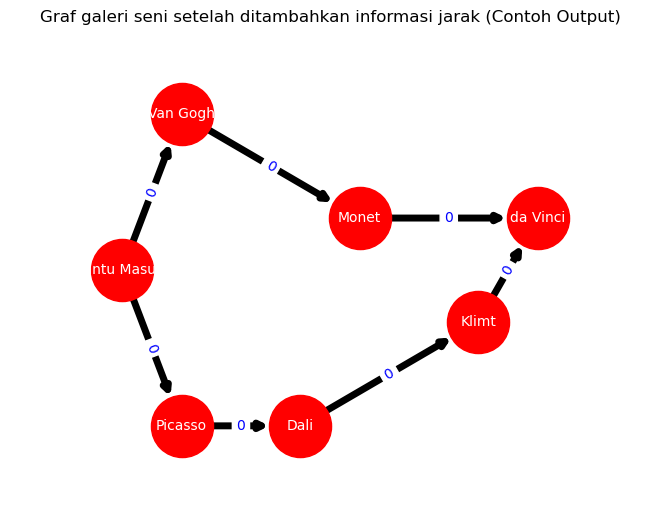 Graf galeri seni setelah ditambahkan informasi jarak (Contoh Output)
Van Gogh
0
0
Monet
0
da Vinci
ntu Masu
0
Klimt
0
0
Picasso
0
Dali